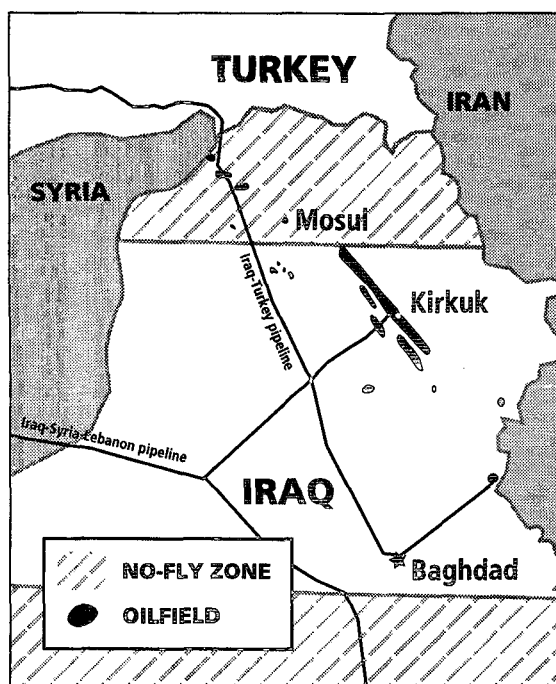 TURKEY
IRAN
SYRIA
Mosul
Iraq-Turkey pipeline
Kirkuk
Iraq-Syria-Lebanon pipeline
IRAQ
Baghdad
NO-FLY ZONE
OILFIELD